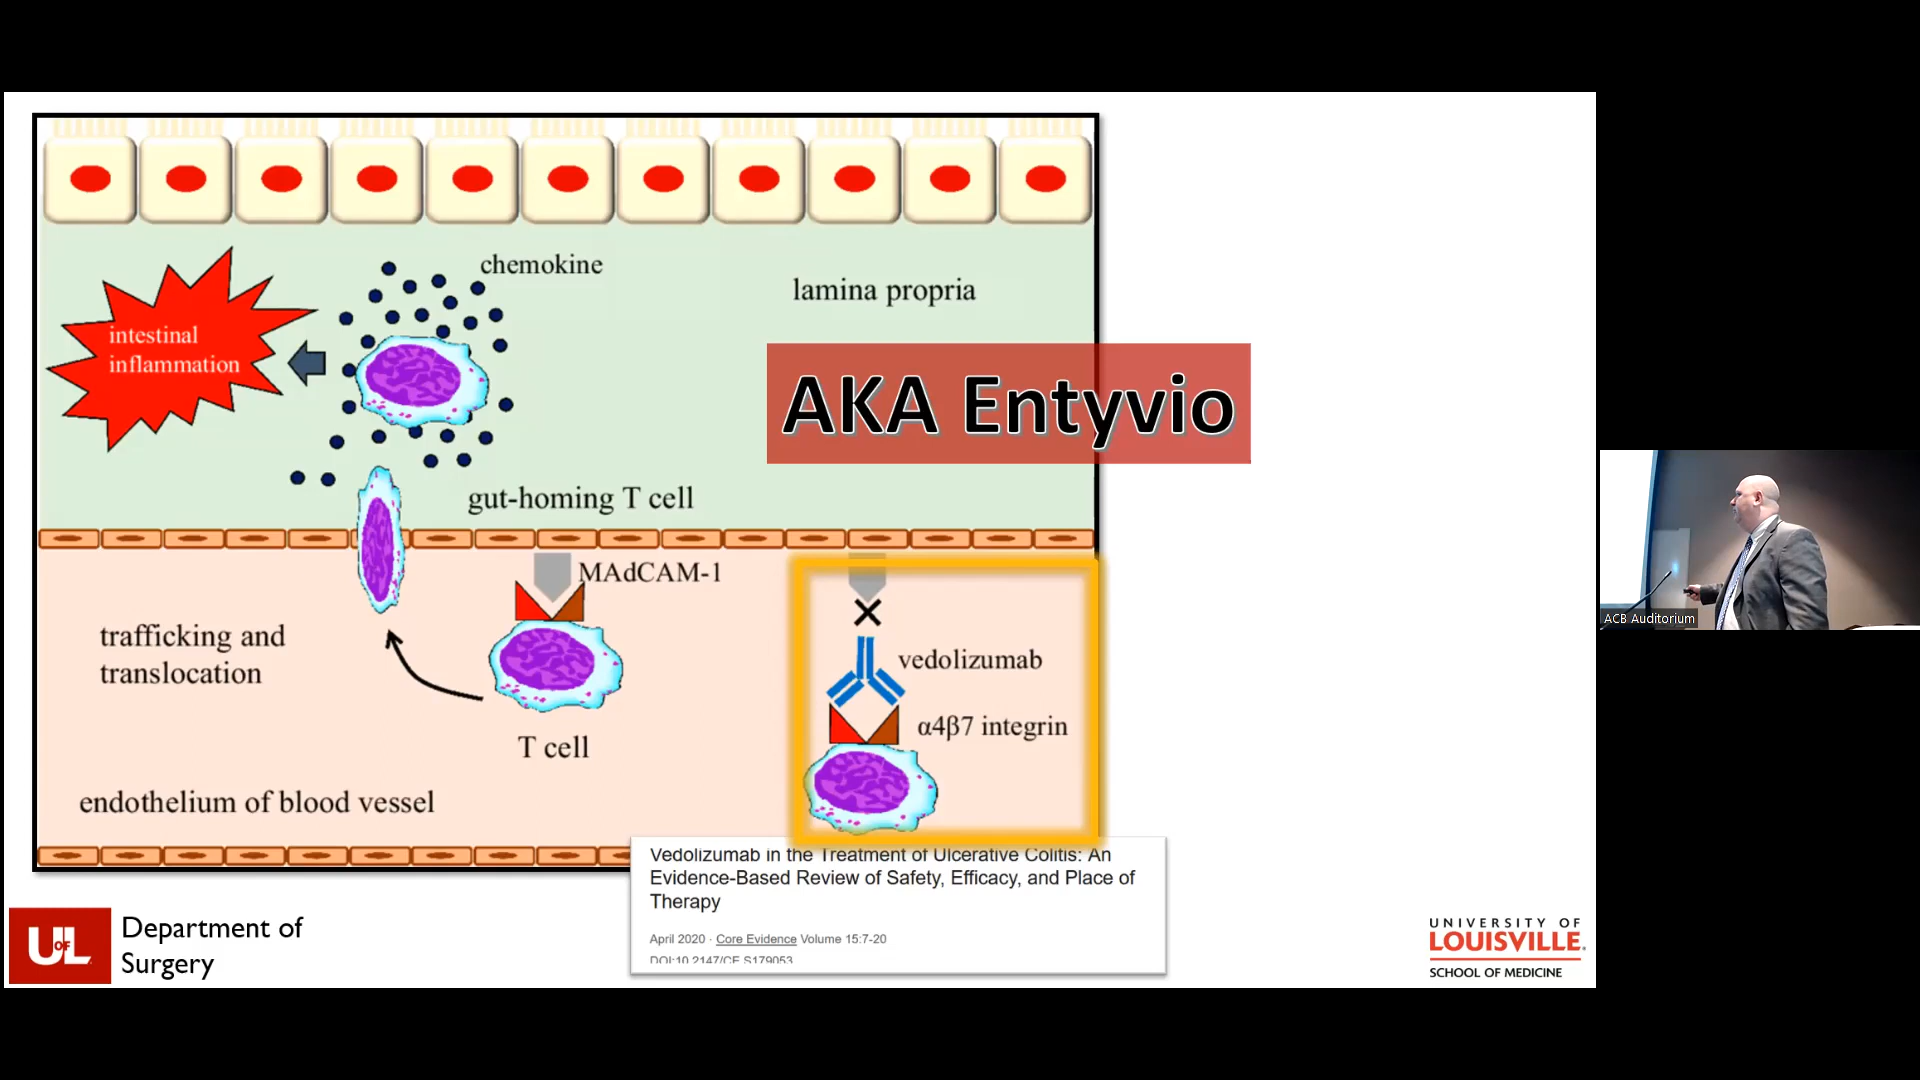 chemokine
lamina propria
intestinal
inflammation
AKA Entyvio
gut-homing T cell
MAdCAM-1
trafficking and
translocation
vedolizumab
α4β7 integrin
T cell
endothelium of blood vessel
Vedolizumab in the Treatment of Ulcerative Colitis: An
Evidence-Based Review of Safety, Efficacy, and Place of
Therapy
April 2020 · Core Evidence Volume 15:7-20
DOI:10.2147/CE.S179053
UL
OF
Department of
Surgery
UNIVERSITY OF
LOUISVILLE.
SCHOOL OF MEDICINE
ACB Auditorium